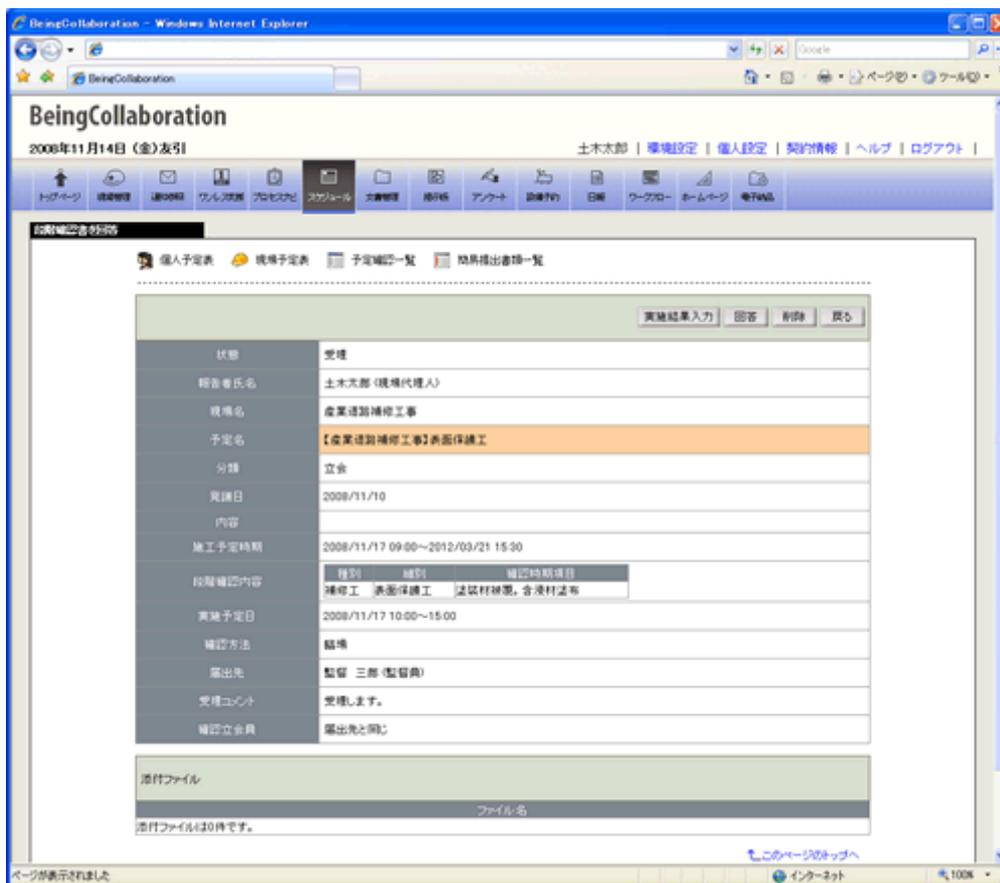 BeingCollaboration - Windows Internet Explorer
Google
BeingCollaboration
ページ(P) ツール(O)
BeingCollaboration
2008年11月14日 (金)友引
土木太郎 | 環境設定 | 個人設定 | 契約情報 | ヘルプ | ログアウト |
トップページ スケジュール 文書管理 掲示板 アンケート 設備予約 日報 ワークフロー ホームページ 電子納品
段階確認書を回答
個人予定表 現場予定表 予定確認一覧 簡易提出書類一覧
実施結果入力 回答 削除 戻る
状態 受理
報告者氏名 土木太郎(現場代理人)
現場名 産業道路補修工事
予定名 【産業道路補修工事】表面保護工
分類 立会
発議日 2008/11/10
内容
施工予定時期 2008/11/17 09:00～2012/03/21 15:30
段階確認内容
種別 細別 確認時期項目
補修工 表面保護工 塗装材被覆，含浸材塗布
実施予定日 2008/11/17 10:00～15:00
確認方法 臨場
届出先 監督 三郎(監督員)
受理コメント 受理します。
確認立会員 届出先と同じ
添付ファイル
ファイル名
添付ファイルは0件です。
このページのトップへ
ページが表示されました
インターネット
100%